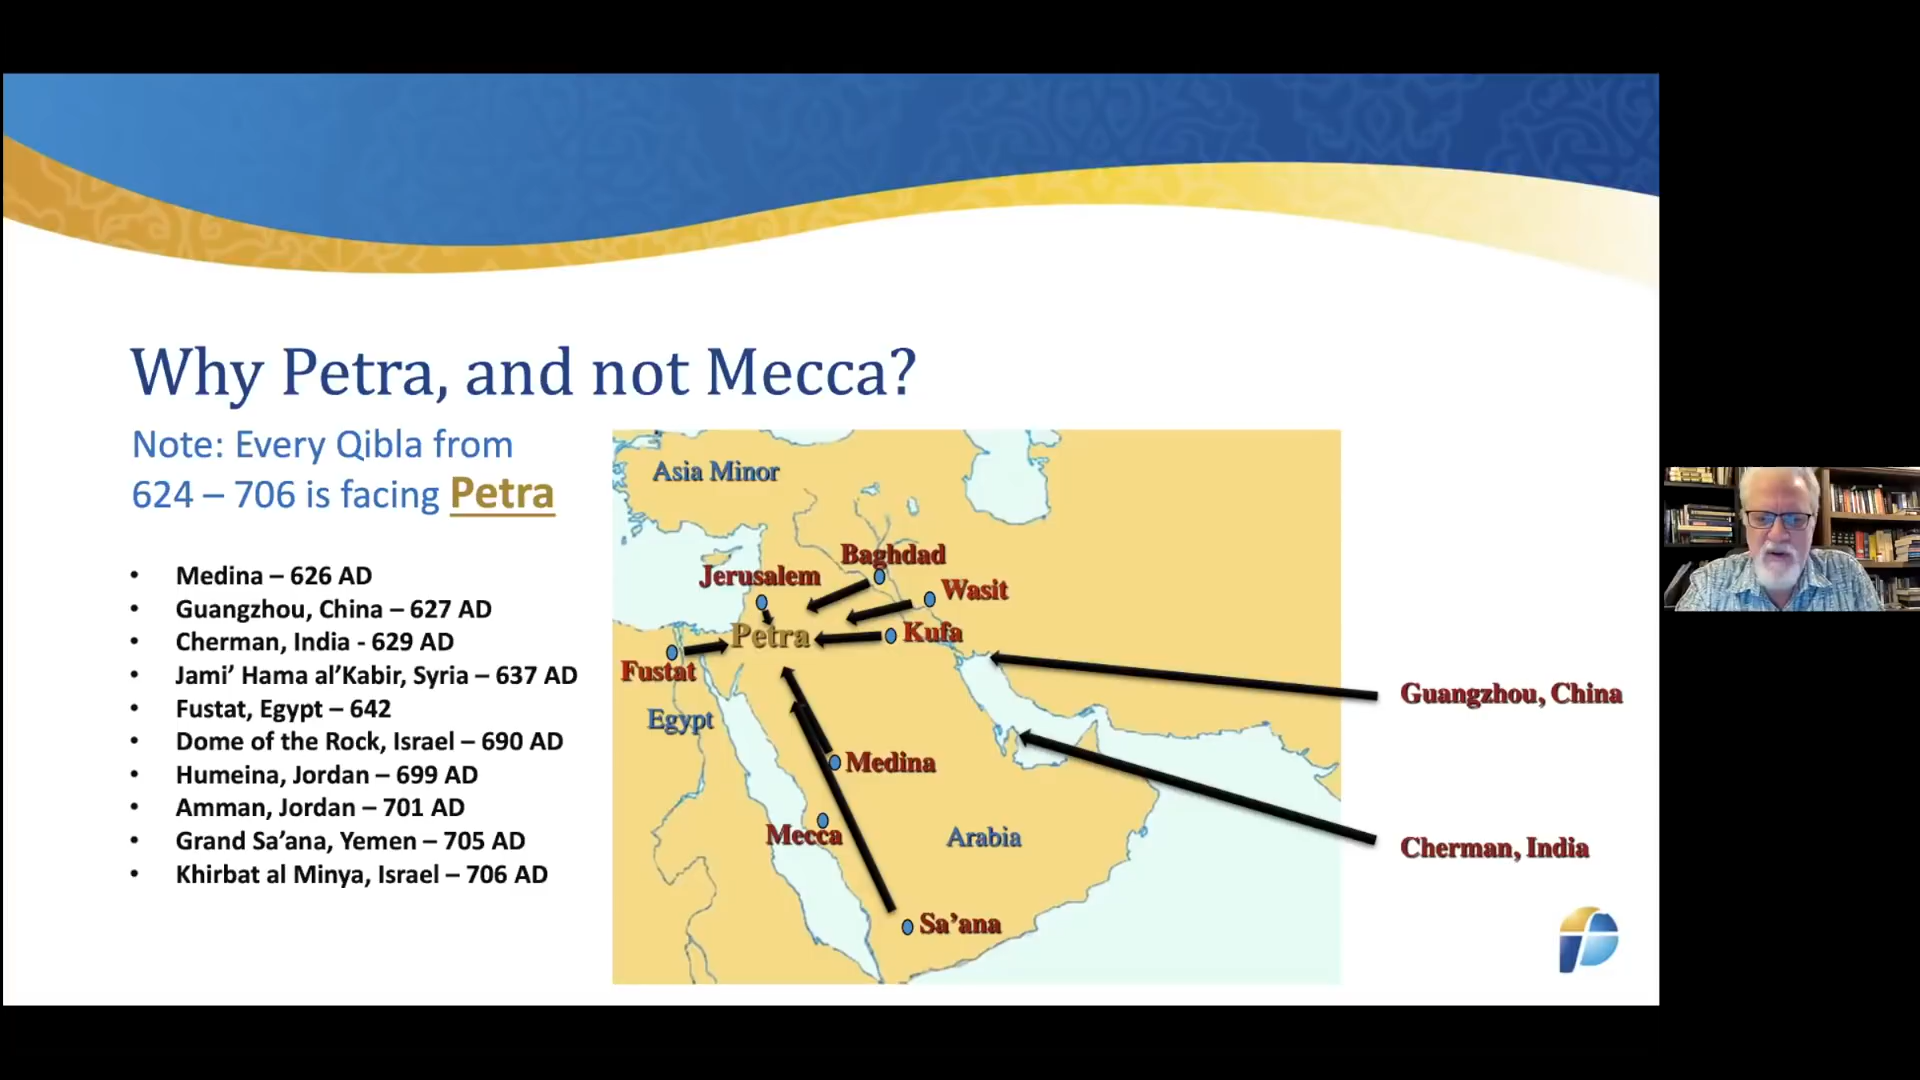 Why Petra, and not Mecca?
Note: Every Qibla from
624 – 706 is facing Petra
• Medina – 626 AD
• Guangzhou, China – 627 AD
• Cherman, India - 629 AD
• Jami’ Hama al’Kabir, Syria – 637 AD
• Fustat, Egypt – 642
• Dome of the Rock, Israel – 690 AD
• Humeina, Jordan – 699 AD
• Amman, Jordan – 701 AD
• Grand Sa’ana, Yemen – 705 AD
• Khirbat al Minya, Israel – 706 AD
Asia Minor
Baghdad
Jerusalem
Wasit
Petra
Kufa
Fustat
Guangzhou, China
Egypt
Medina
Mecca
Arabia
Cherman, India
Sa’ana